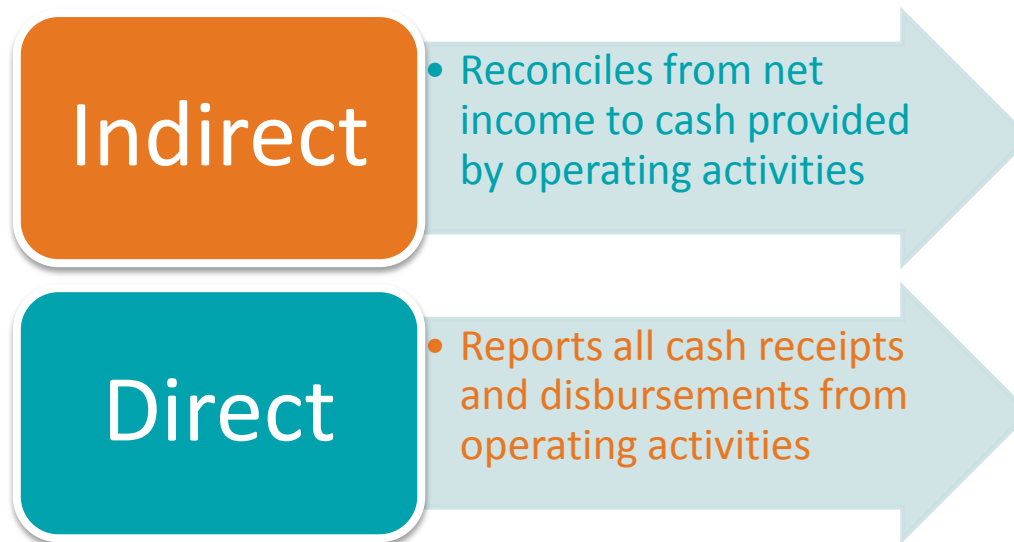 Indirect
• Reconciles from net
income to cash provided
by operating activities
Direct
• Reports all cash receipts
and disbursements from
operating activities